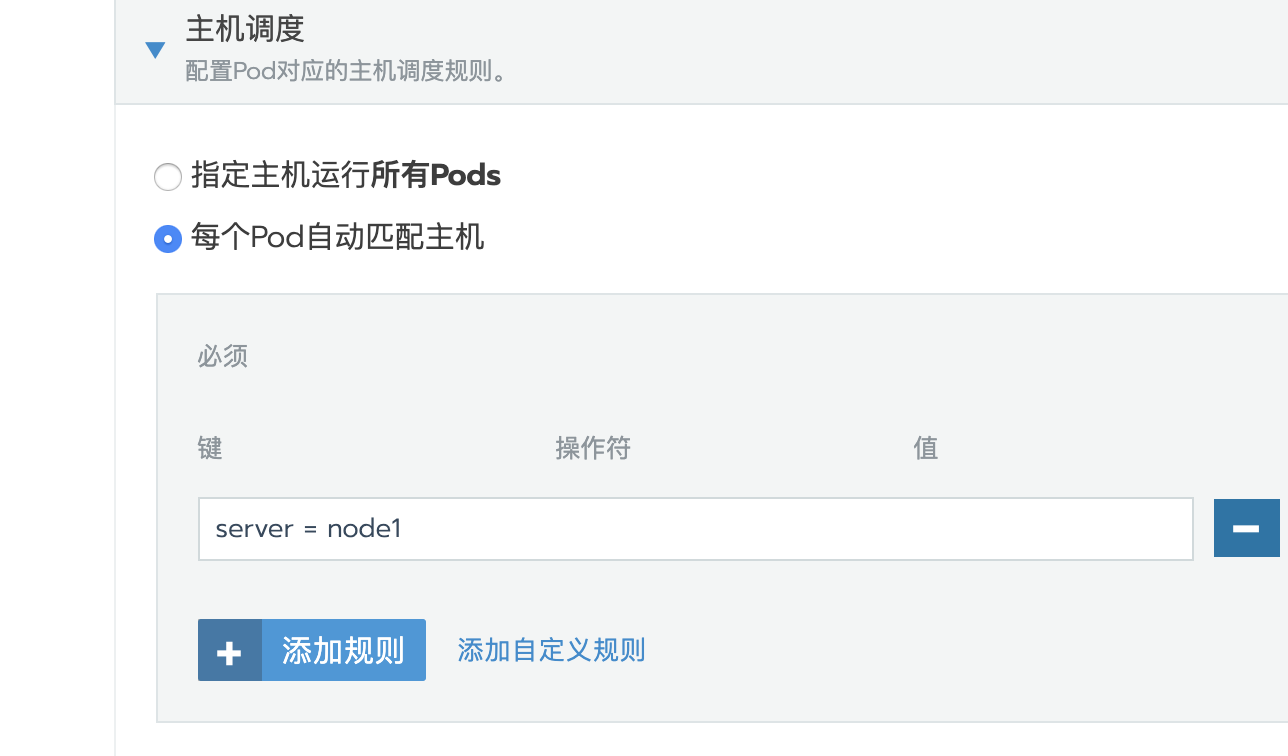 主机调度
配置Pod对应的主机调度规则。
指定主机运行所有Pods
每个Pod自动匹配主机
必须
键 操作符 值
server = node1
添加规则 添加自定义规则